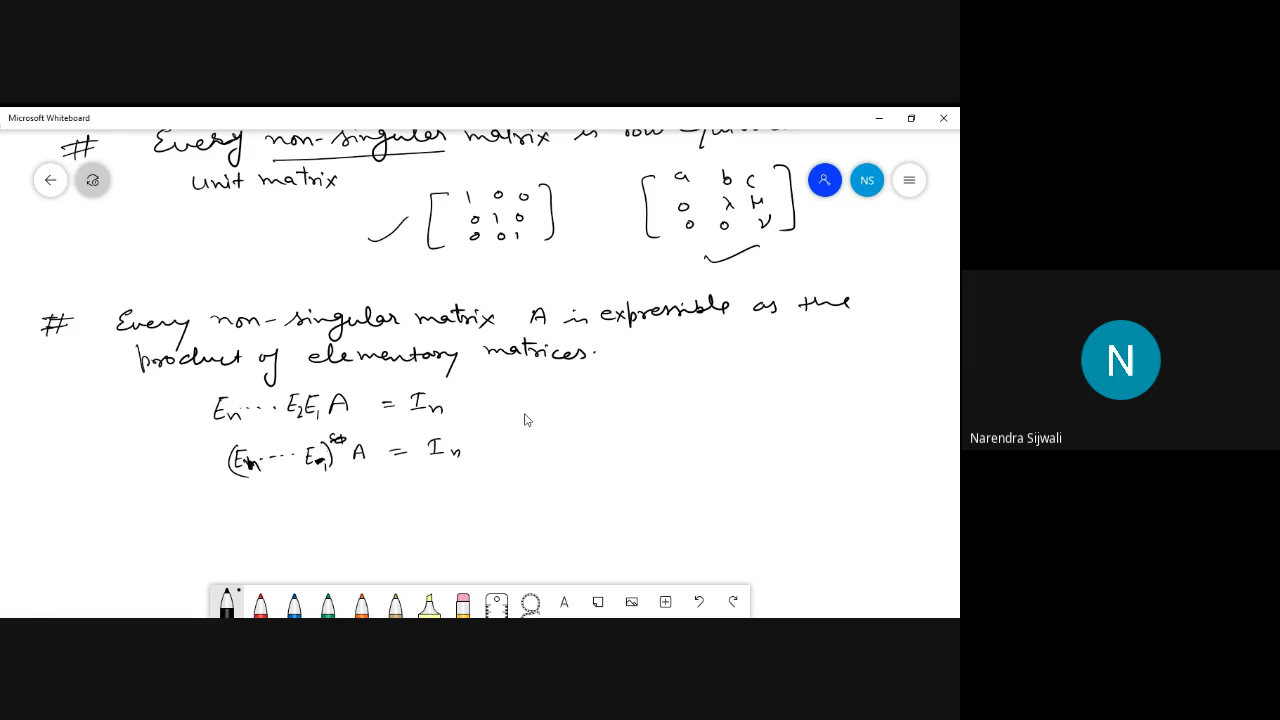 Microsoft Whiteboard
# Every non-singular matrix is row
unit matrix
[ 1 0 0
0 1 0
0 0 1 ]
[ a b c
0 λ μ
0 0 ν ]
NS
# Every non-singular matrix A is expressible as the
product of elementary matrices.
En .... E2E1 A = In
(En .... E1) A = In
N
Narendra Sijwali
A